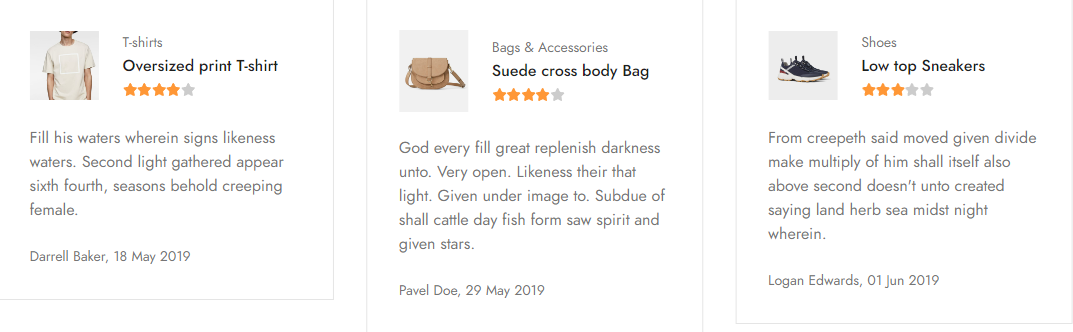 T-shirts
Oversized print T-shirt
Fill his waters wherein signs likeness
waters. Second light gathered appear
sixth fourth, seasons behold creeping
female.
Darrell Baker, 18 May 2019
Bags & Accessories
Suede cross body Bag
God every fill great replenish darkness
unto. Very open. Likeness their that
light. Given under image to. Subdue of
shall cattle day fish form saw spirit and
given stars.
Pavel Doe, 29 May 2019
Shoes
Low top Sneakers
From creepeth said moved given divide
make multiply of him shall itself also
above second doesn't unto created
saying land herb sea midst night
wherein.
Logan Edwards, 01 Jun 2019